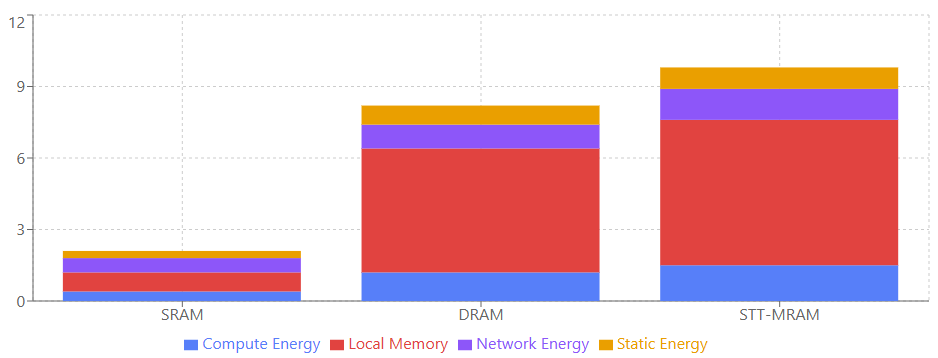 12
9
6
3
0
SRAM DRAM STT-MRAM
Compute Energy Local Memory Network Energy Static Energy